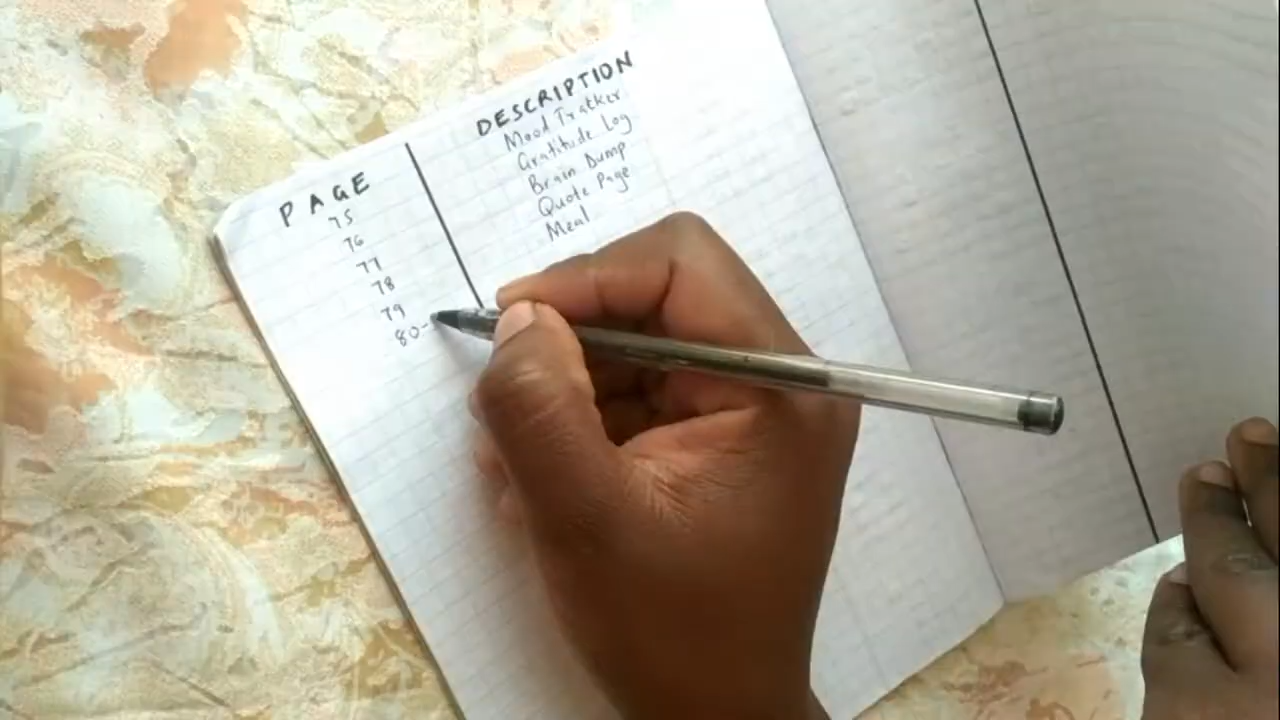 PAGE DESCRIPTION
75 Mood Tracker
76 Gratitude Log
77 Brain Dump
78 Quote Page
79 Meal
80-